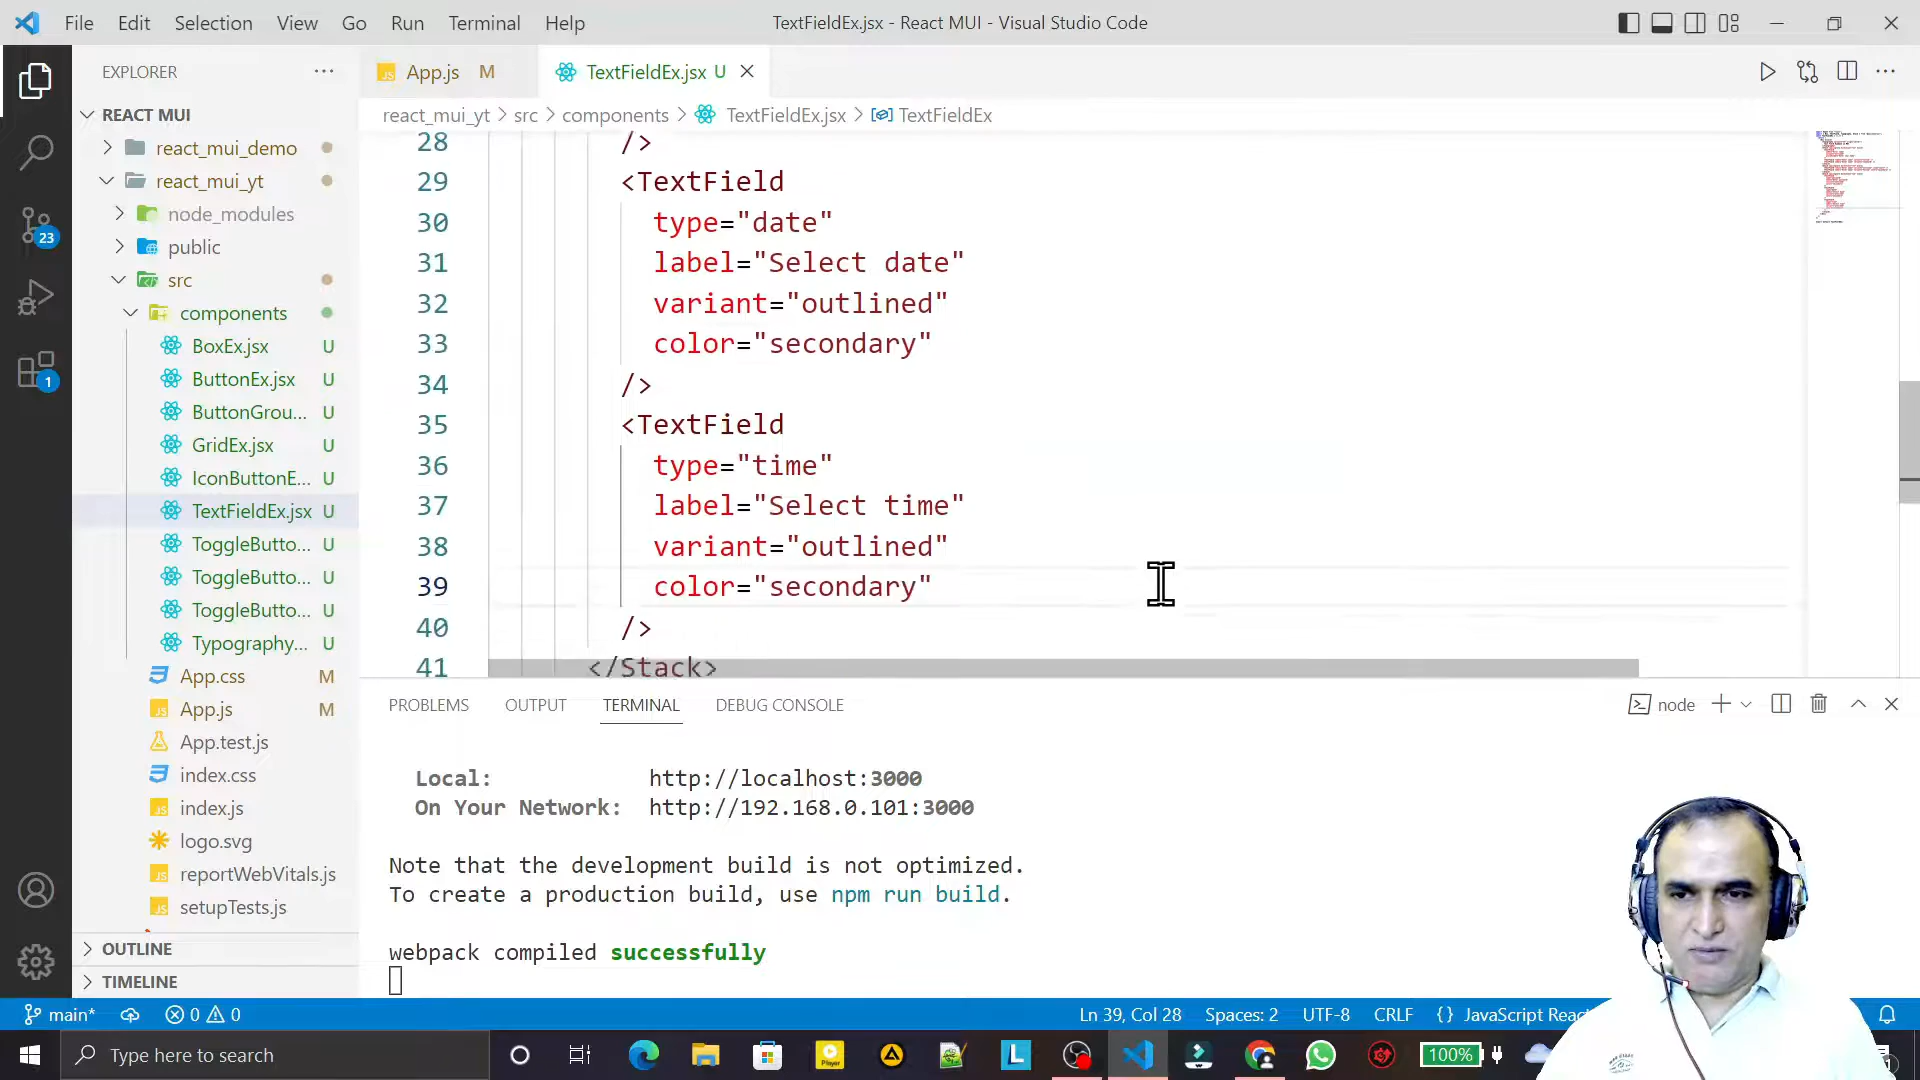 File Edit Selection View Go Run Terminal Help
TextFieldEx.jsx - React MUI - Visual Studio Code
EXPLORER
REACT MUI
react_mui_demo
react_mui_yt
node_modules
public
src
components
BoxEx.jsx U
ButtonEx.jsx U
ButtonGrou... U
GridEx.jsx U
IconButtonE... U
TextFieldEx.jsx U
ToggleButto... U
ToggleButto... U
ToggleButto... U
Typography... U
App.css M
App.js M
App.test.js
index.css
index.js
logo.svg
reportWebVitals.js
setupTests.js
OUTLINE
TIMELINE
23
1
App.js M
TextFieldEx.jsx U
react_mui_yt > src > components > TextFieldEx.jsx > TextFieldEx
28 />
29 <TextField
30 type="date"
31 label="Select date"
32 variant="outlined"
33 color="secondary"
34 />
35 <TextField
36 type="time"
37 label="Select time"
38 variant="outlined"
39 color="secondary"
40 />
41 </Stack>
PROBLEMS OUTPUT TERMINAL DEBUG CONSOLE
node
Local: http://localhost:3000
On Your Network: http://192.168.0.101:3000
Note that the development build is not optimized.
To create a production build, use npm run build.
webpack compiled successfully
main* 0 0
Ln 39, Col 28 Spaces: 2 UTF-8 CRLF {} JavaScript Reac
Type here to search
Player
L
100%